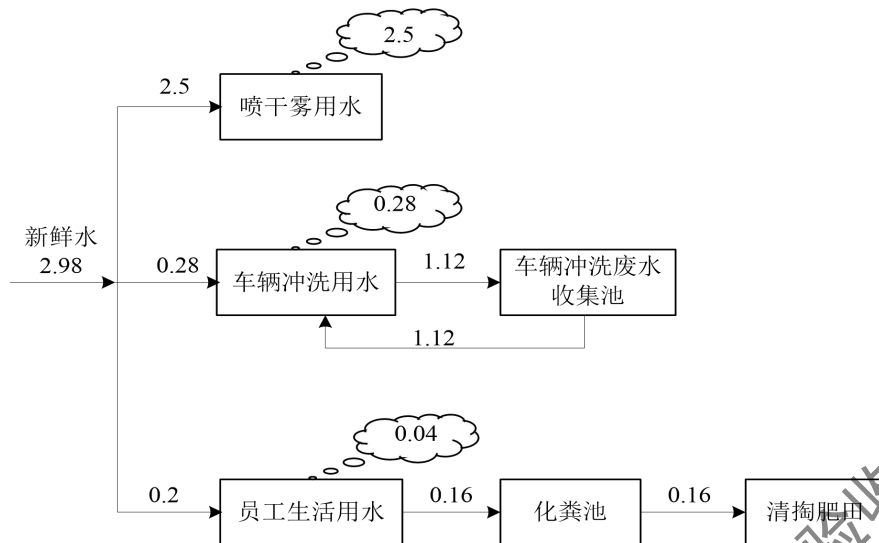 2.5
2.5
喷干雾用水
0.28
新鲜水
2.98
0.28
车辆冲洗用水
1.12
车辆冲洗废水
收集池
1.12
0.04
0.2
员工生活用水
0.16
化粪池
0.16
清掏肥田
验收